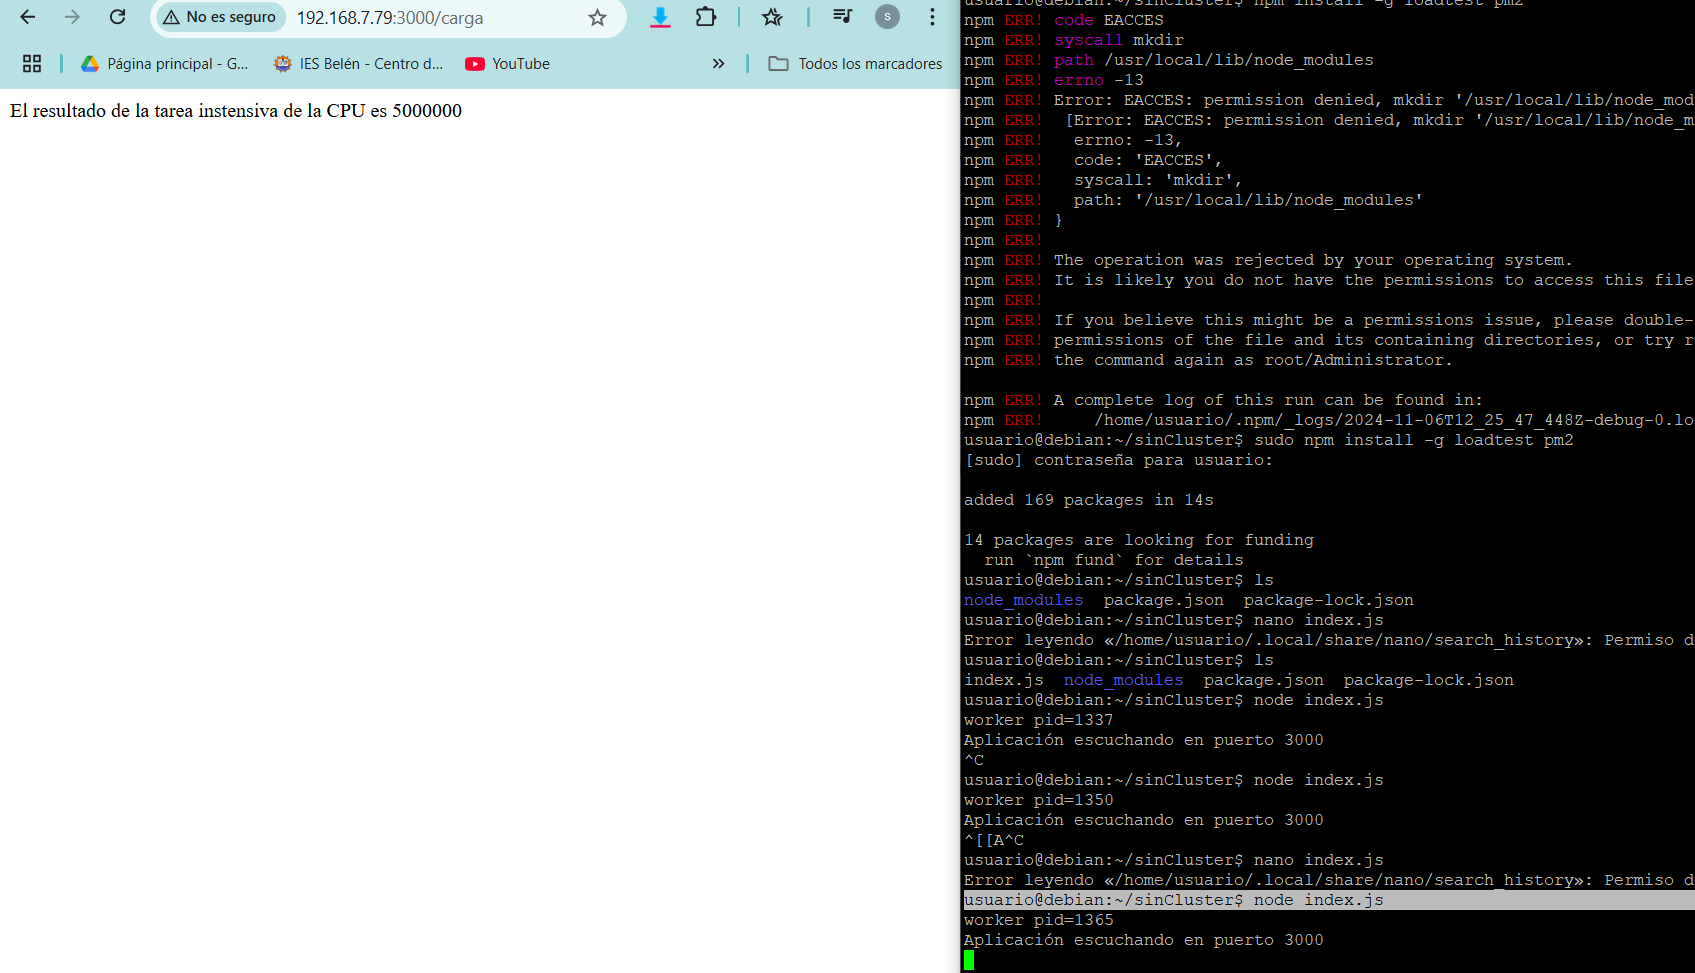 No es seguro 192.168.7.79:3000/carga S
Página principal - G... IES Belén - Centro d... YouTube Todos los marcadores
El resultado de la tarea instensiva de la CPU es 5000000
usuario@debian:~/sinCluster$ npm install -g loadtest pm2
npm ERR! code EACCES
npm ERR! syscall mkdir
npm ERR! path /usr/local/lib/node_modules
npm ERR! errno -13
npm ERR! Error: EACCES: permission denied, mkdir '/usr/local/lib/node_mod
npm ERR!  [Error: EACCES: permission denied, mkdir '/usr/local/lib/node_m
npm ERR!   errno: -13,
npm ERR!   code: 'EACCES',
npm ERR!   syscall: 'mkdir',
npm ERR!   path: '/usr/local/lib/node_modules'
npm ERR! }
npm ERR!
npm ERR! The operation was rejected by your operating system.
npm ERR! It is likely you do not have the permissions to access this file
npm ERR!
npm ERR! If you believe this might be a permissions issue, please double-
npm ERR! permissions of the file and its containing directories, or try r
npm ERR! the command again as root/Administrator.
npm ERR! A complete log of this run can be found in:
npm ERR!     /home/usuario/.npm/_logs/2024-11-06T12_25_47_448Z-debug-0.lo
usuario@debian:~/sinCluster$ sudo npm install -g loadtest pm2
[sudo] contraseña para usuario:
added 169 packages in 14s
14 packages are looking for funding
  run `npm fund` for details
usuario@debian:~/sinCluster$ ls
node_modules  package.json  package-lock.json
usuario@debian:~/sinCluster$ nano index.js
Error leyendo «/home/usuario/.local/share/nano/search_history»: Permiso d
usuario@debian:~/sinCluster$ ls
index.js  node_modules  package.json  package-lock.json
usuario@debian:~/sinCluster$ node index.js
worker pid=1337
Aplicación escuchando en puerto 3000
^C
usuario@debian:~/sinCluster$ node index.js
worker pid=1350
Aplicación escuchando en puerto 3000
^[[A^C
usuario@debian:~/sinCluster$ nano index.js
Error leyendo «/home/usuario/.local/share/nano/search_history»: Permiso d
usuario@debian:~/sinCluster$ node index.js
worker pid=1365
Aplicación escuchando en puerto 3000